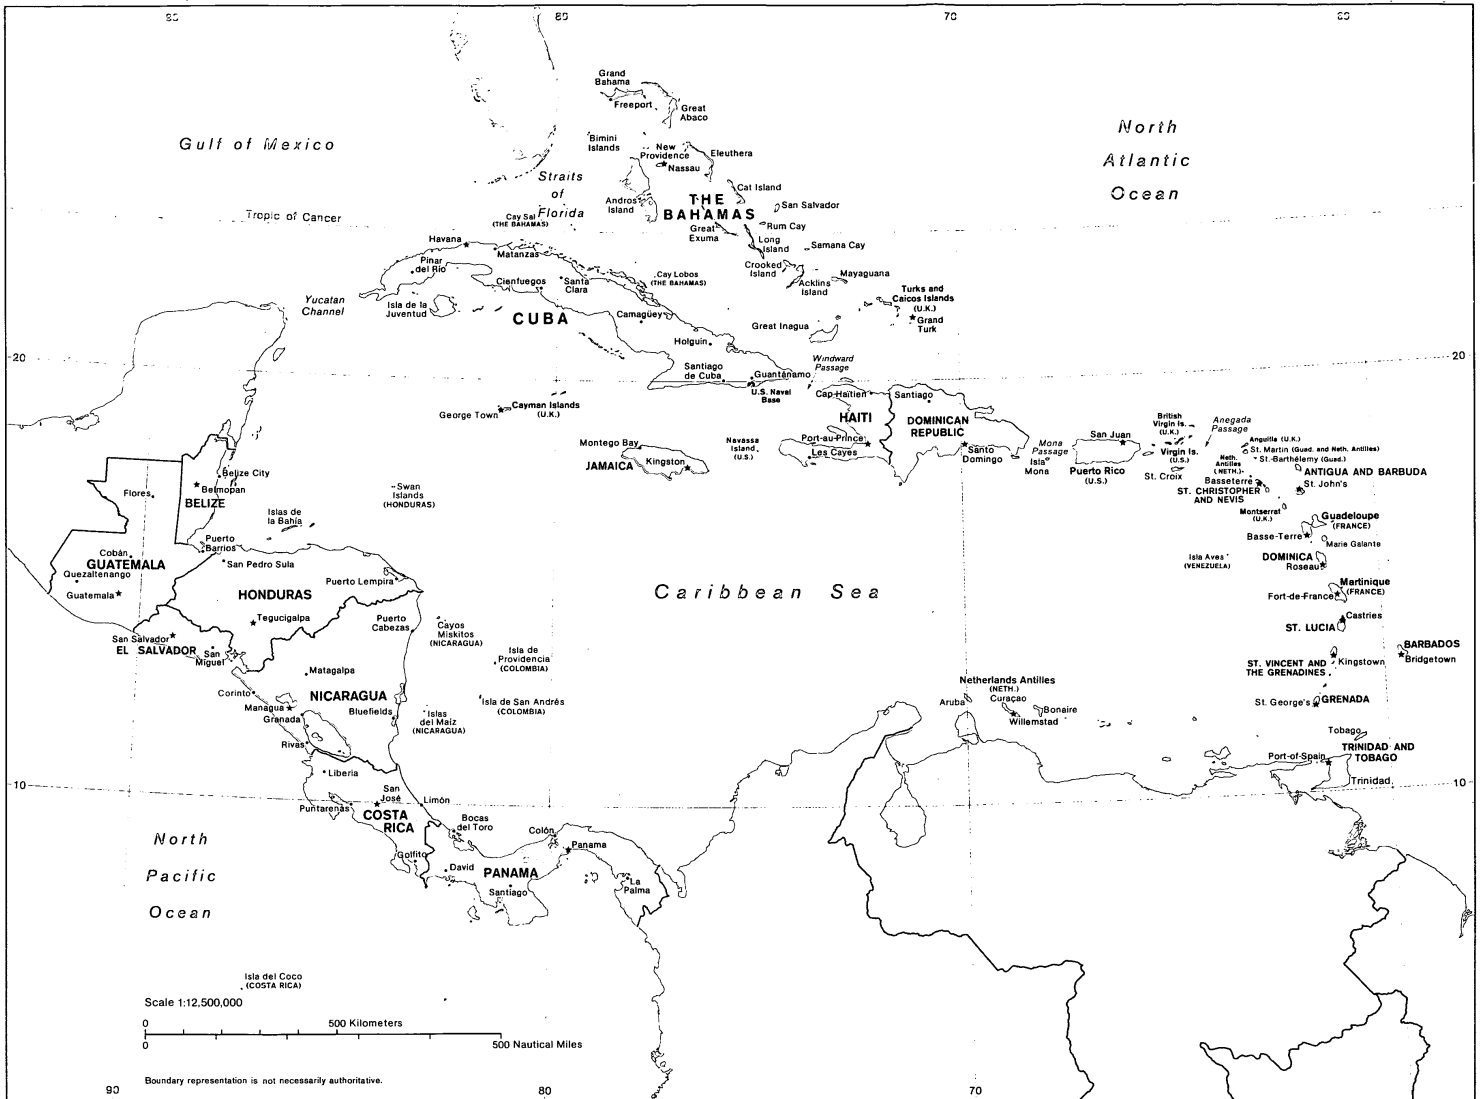 90
80
70
60
Grand
Bahama
Freeport
Great
Abaco
Gulf of Mexico
North
Atlantic
Ocean
Bimini
Islands
New
Providence
Nassau
Eleuthera
Straits
of
Florida
Cat Island
Andros
Island
THE
BAHAMAS
San Salvador
Tropic of Cancer
Cay Sal
(THE BAHAMAS)
Great
Exuma
Rum Cay
Long
Island
Samana Cay
Havana
Matanzas
Pinar
del Río
Crooked
Island
Acklins
Island
Mayaguana
Cay Lobos
(THE BAHAMAS)
Cienfuegos
Santa
Clara
Turks and
Caicos Islands
(U.K.)
Grand
Turk
Yucatan
Channel
Isla de la
Juventud
CUBA
Camagüey
Great Inagua
Holguín
20
20
Windward
Passage
Santiago
de Cuba
Guantánamo
U.S. Naval
Base
Cap-Haïtien
Santiago
George Town
Cayman Islands
(U.K.)
HAITI
DOMINICAN
REPUBLIC
British
Virgin Is.
(U.K.)
Anegada
Passage
Montego Bay
JAMAICA
Kingston
Navassa
Island
(U.S.)
Port-au-Prince
Les Cayes
Santo
Domingo
Mona
Passage
Isla
Mona
San Juan
Puerto Rico
(U.S.)
Virgin Is.
(U.S.)
St. Croix
Anguilla (U.K.)
St. Martin (Guad. and Neth. Antilles)
St.-Barthélemy (Guad.)
Neth.
Antilles
(NETH.)
Basseterre
ST. CHRISTOPHER
AND NEVIS
ANTIGUA AND BARBUDA
St. John's
Montserrat
(U.K.)
Guadeloupe
(FRANCE)
Basse-Terre
Marie Galante
Belize City
Belmopan
BELIZE
Flores
Swan
Islands
(HONDURAS)
Islas de
la Bahía
Puerto
Barrios
Cobán
GUATEMALA
Quezaltenango
Guatemala
San Pedro Sula
Puerto Lempira
HONDURAS
Tegucigalpa
Isla Aves
(VENEZUELA)
DOMINICA
Roseau
Caribbean Sea
Martinique
(FRANCE)
Fort-de-France
Castries
ST. LUCIA
San Salvador
EL SALVADOR
San
Miguel
Puerto
Cabezas
Cayos
Miskitos
(NICARAGUA)
Isla de
Providencia
(COLOMBIA)
BARBADOS
Bridgetown
ST. VINCENT AND
THE GRENADINES
Kingstown
Matagalpa
Corinto
NICARAGUA
Managua
Granada
Bluefields
Isla de San Andrés
(COLOMBIA)
Islas
del Maíz
(NICARAGUA)
Rivas
Netherlands Antilles
(NETH.)
Aruba
Curaçao
Bonaire
Willemstad
St. George's
GRENADA
Tobago
TRINIDAD AND
TOBAGO
Port-of-Spain
Trinidad
Liberia
10
10
Puntarenas
San
José
Limón
COSTA
RICA
Golfito
Bocas
del Toro
Colón
Panama
David
PANAMA
Santiago
La
Palma
North
Pacific
Ocean
Isla del Coco
(COSTA RICA)
Scale 1:12,500,000
0
500 Kilometers
0
500 Nautical Miles
Boundary representation is not necessarily authoritative.
90
80
70